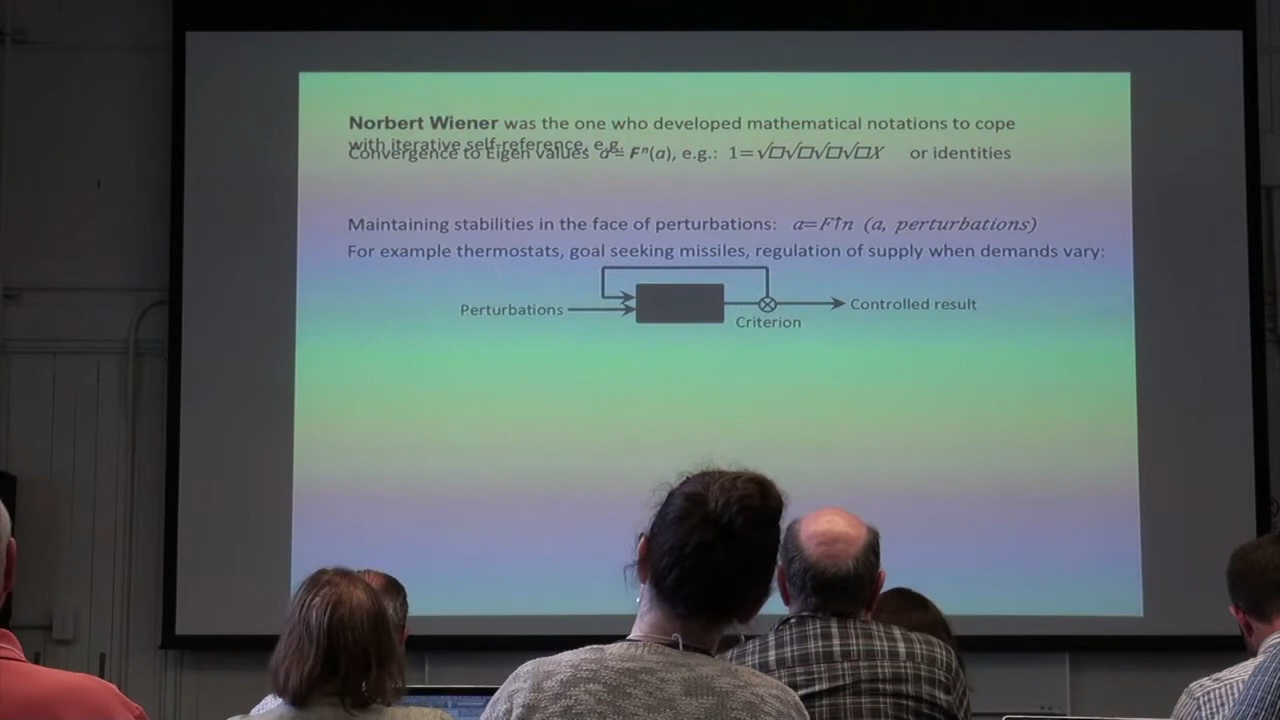 Norbert Wiener was the one who developed mathematical notations to cope
with iterative self-reference, e.g.
Convergence to Eigen values a = Fⁿ(a), e.g.: 1=√□√□√□√□X or identities
Maintaining stabilities in the face of perturbations: a=F↑n (a, perturbations)
For example thermostats, goal seeking missiles, regulation of supply when demands vary:
Perturbations
Controlled result
Criterion